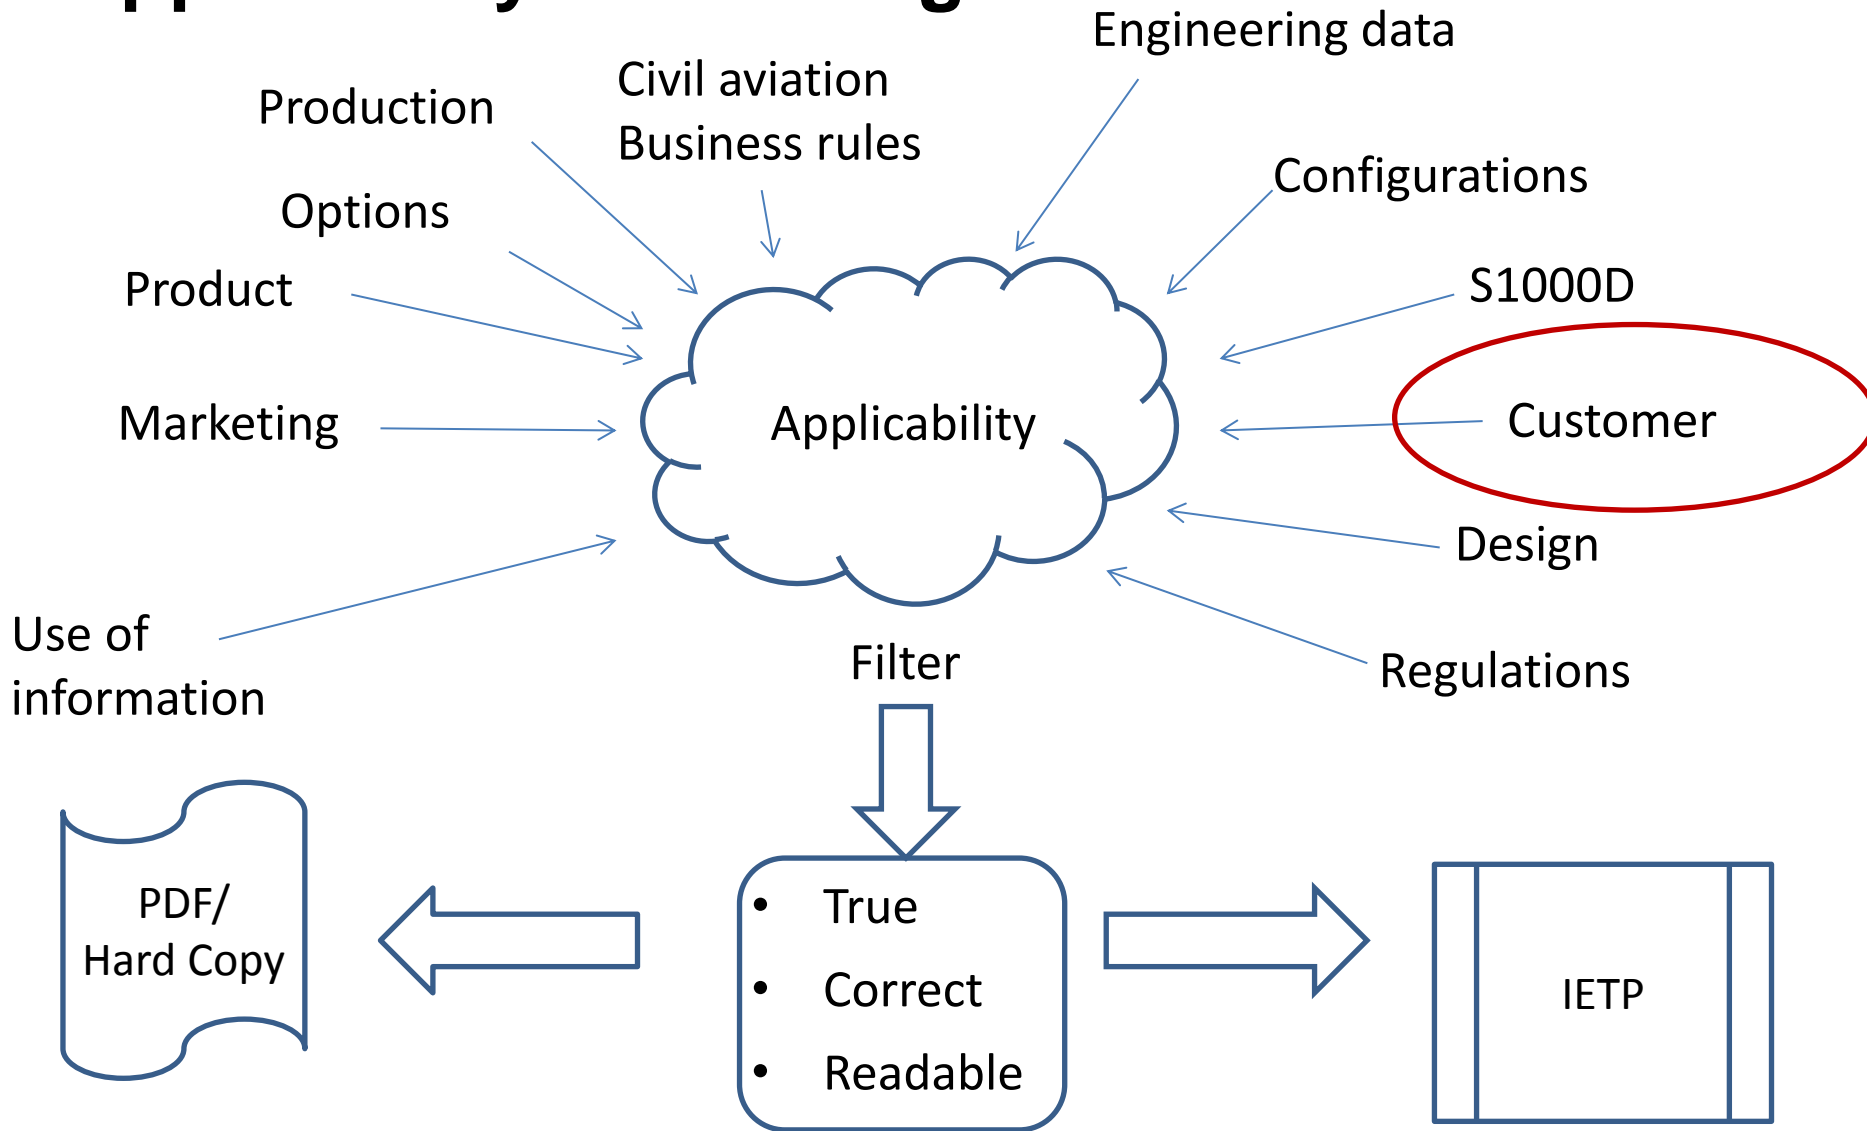 Engineering data
Civil aviation
Business rules
Production
Configurations
Options
Product
S1000D
Marketing
Applicability
Customer
Design
Use of
information
Filter
Regulations
PDF/
Hard Copy
• True
• Correct
• Readable
IETP